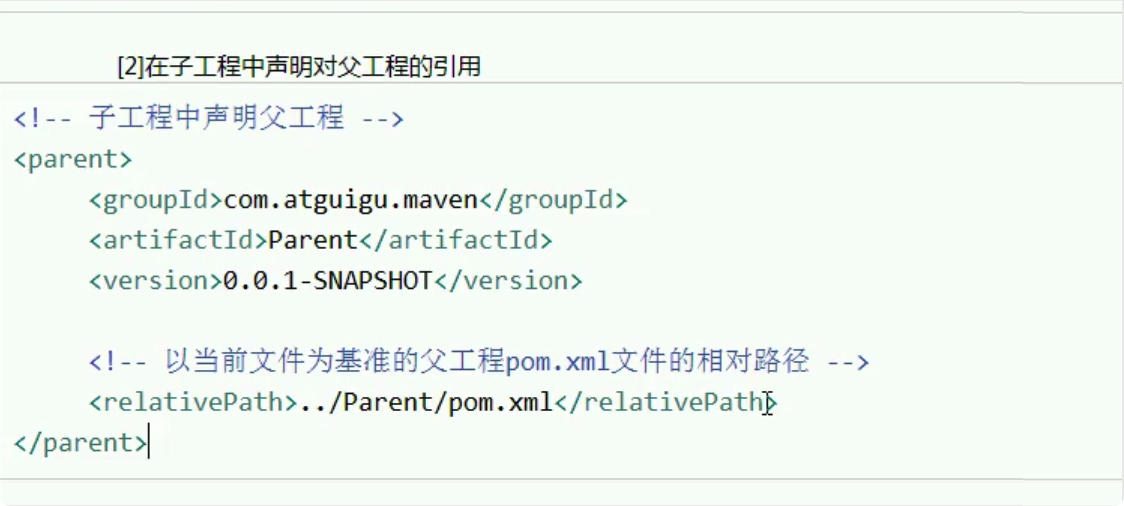 [2]在子工程中声明对父工程的引用
<!-- 子工程中声明父工程 -->
<parent>
<groupId>com.atguigu.maven</groupId>
<artifactId>Parent</artifactId>
<version>0.0.1-SNAPSHOT</version>
<!-- 以当前文件为基准的父工程pom.xml文件的相对路径 -->
<relativePath>../Parent/pom.xml</relativePath>
</parent>